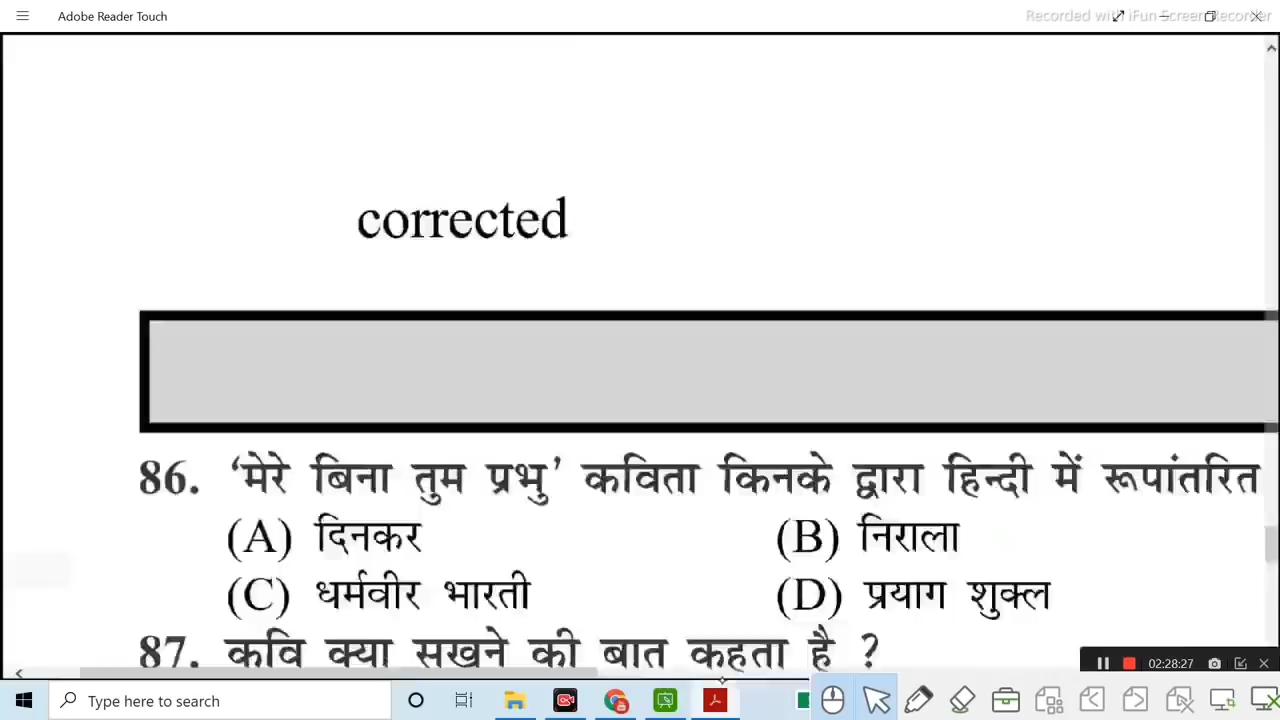 Adobe Reader Touch
Recorded with iFun Screen Recorder
corrected
86. ‘मेरे बिना तुम प्रभु’ कविता किनके द्वारा हिन्दी में रूपांतरित
(A) दिनकर (B) निराला
(C) धर्मवीर भारती (D) प्रयाग शुक्ल
87. कवि क्या सुखने की बात कहता है ?
02:28:27
Type here to search